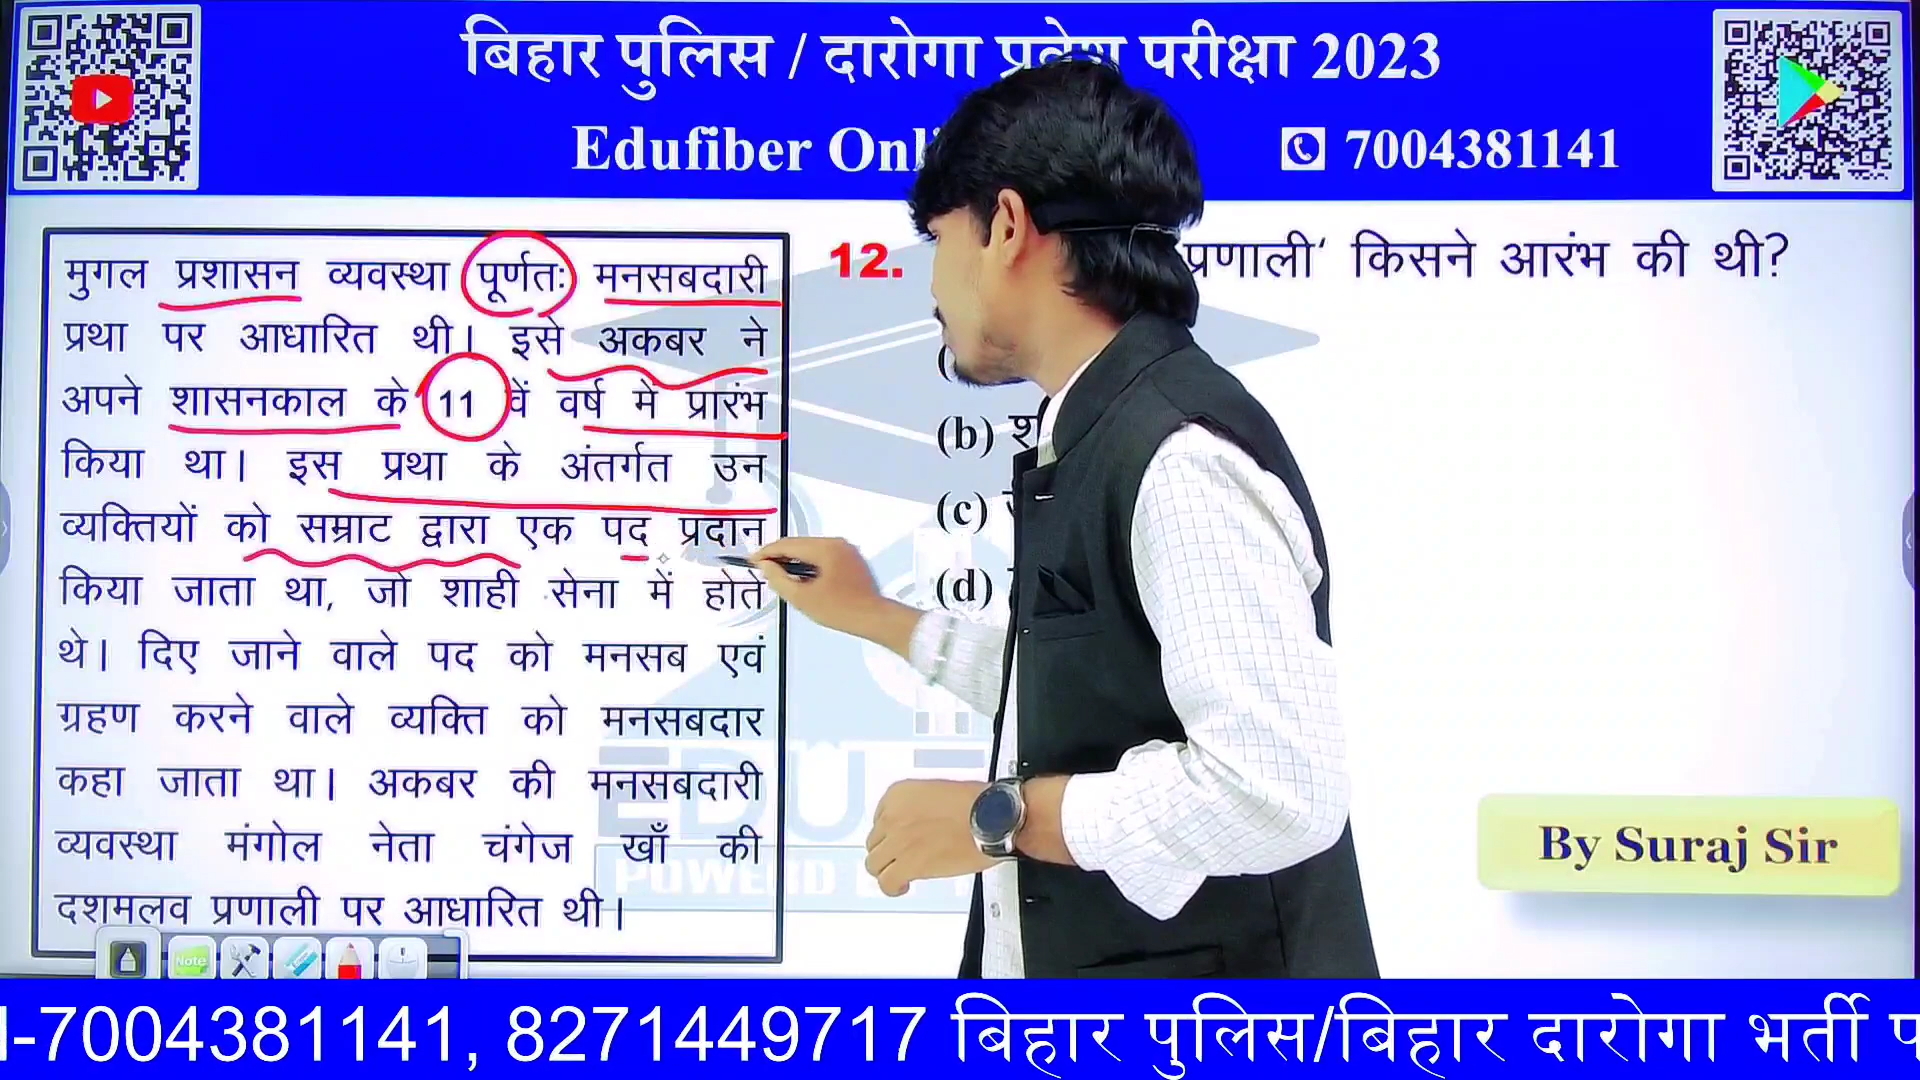 बिहार पुलिस / दारोगा प्रवेश परीक्षा 2023
Edufiber
7004381141
मुगल प्रशासन व्यवस्था पूर्णतः मनसबदारी
प्रथा पर आधारित थी। इसे अकबर ने
अपने शासनकाल के 11 वें वर्ष में प्रारंभ
किया था। इस प्रथा के अंतर्गत उन
व्यक्तियों को सम्राट द्वारा एक पद प्रदान
किया जाता था, जो शाही सेना में होते
थे। दिए जाने वाले पद को मनसब एवं
ग्रहण करने वाले व्यक्ति को मनसबदार
कहा जाता था। अकबर की मनसबदारी
व्यवस्था मंगोल नेता चंगेज खाँ की
दशमलव प्रणाली पर आधारित थी।
12. प्रणाली‘ किसने आरंभ की थी?
(b)
(c)
(d)
By Suraj Sir
Note
-7004381141, 8271449717 बिहार पुलिस/बिहार दारोगा भर्ती